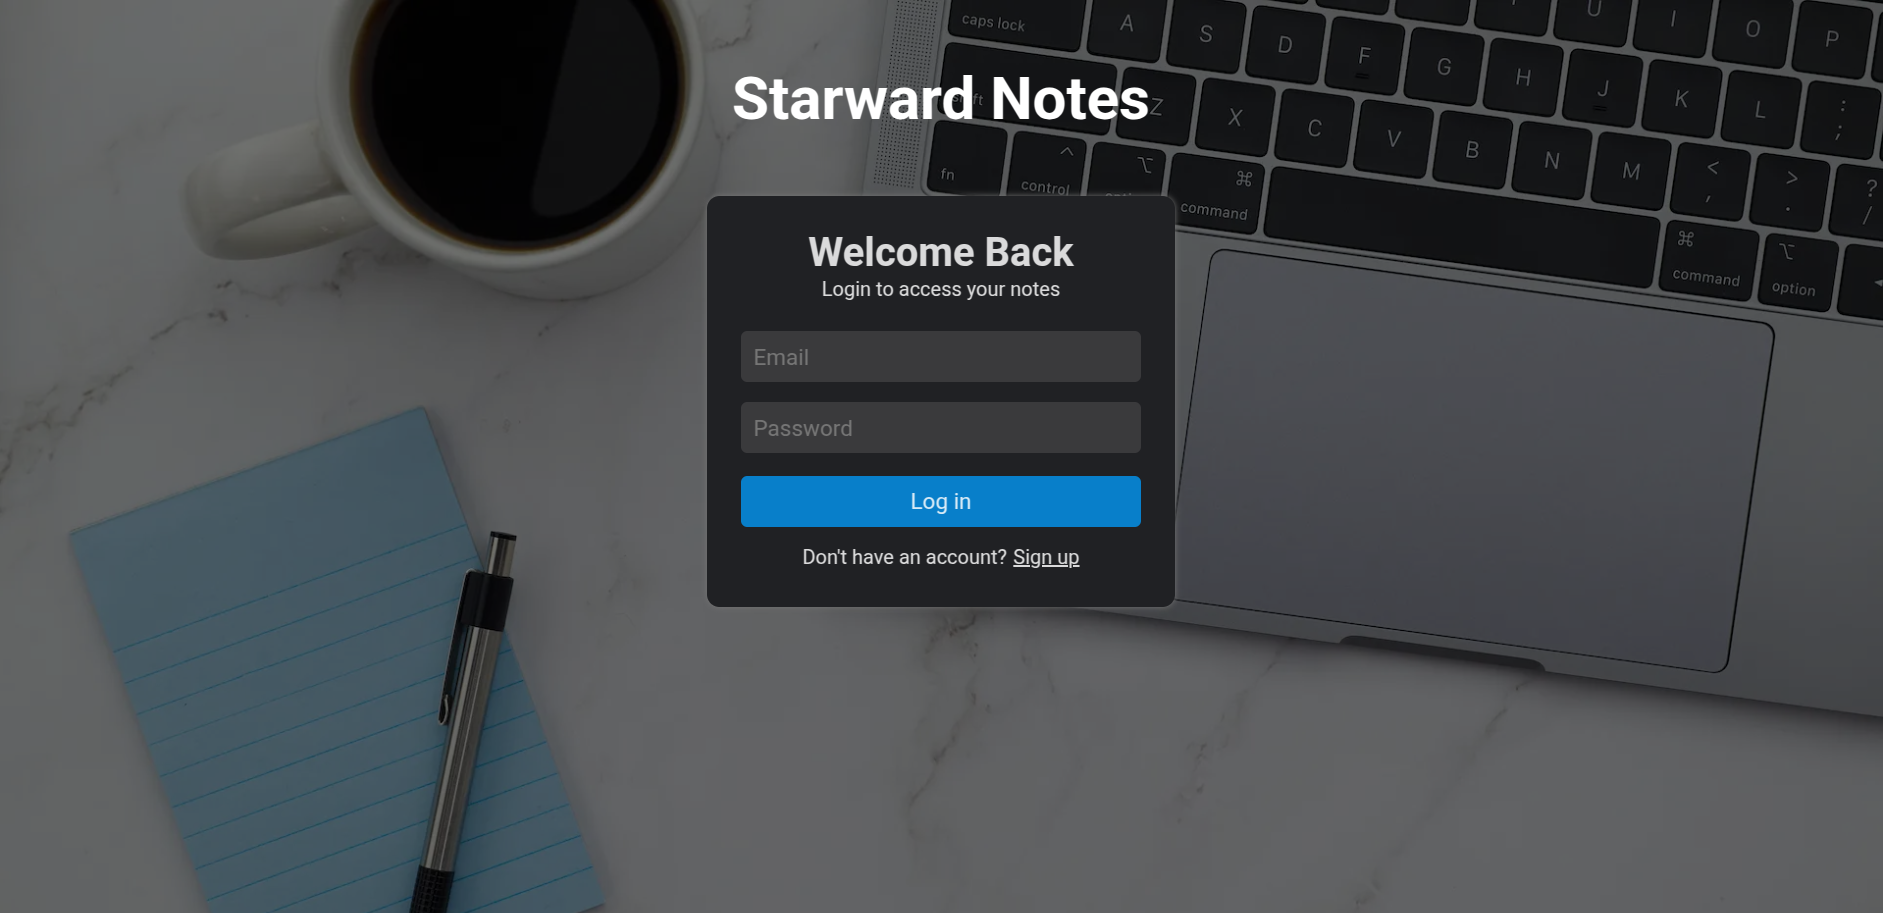 caps lock A S D F G H J K L : ;
U I O P
Starward Notes
Z X C V B N M < , > . ? /
fn control ⌘ command
⌘ command ⌥ option
Welcome Back
Login to access your notes
Email
Password
Log in
Don't have an account? Sign up